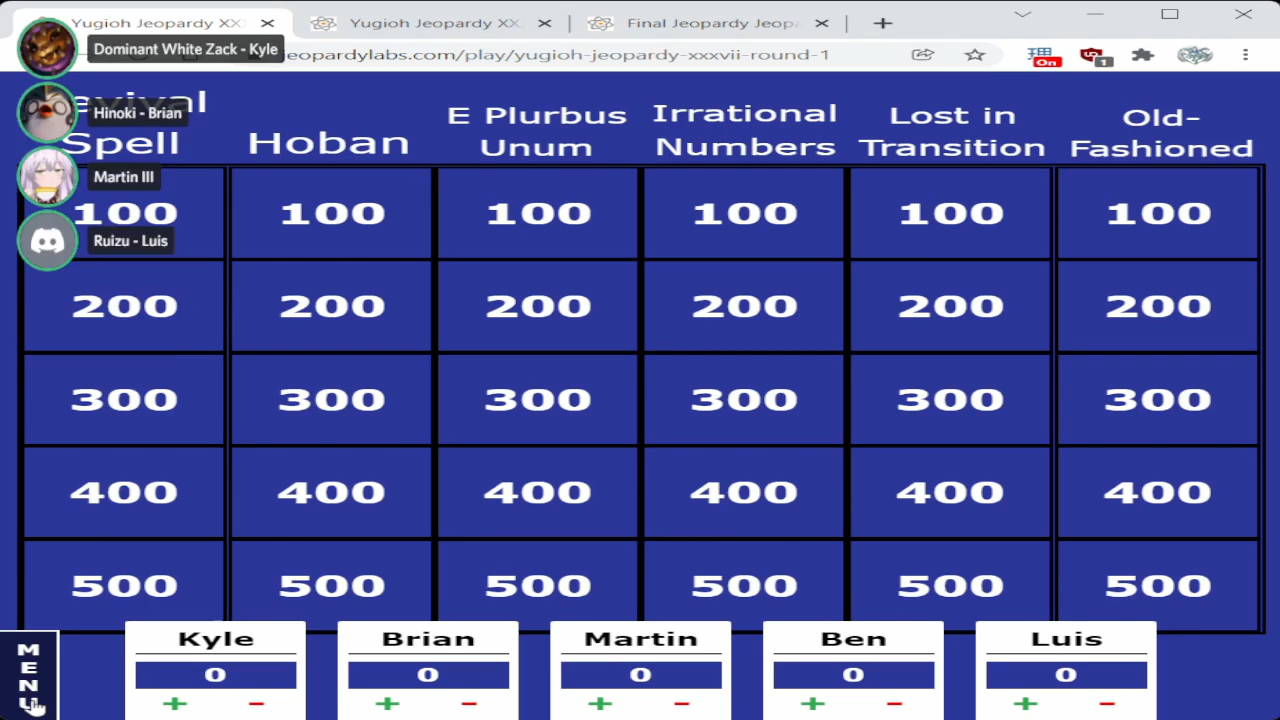 Yugioh Jeopardy XX
Yugioh Jeopardy XX
Final Jeopardy Jeop
Dominant White Zack - Kyle
eopardylabs.com/play/yugioh-jeopardy-xxxvii-round-1
理
On
1
Hinoki - Brian
Martin III
Ruizu - Luis
evival
Spell
Hoban
E Plurbus
Unum
Irrational
Numbers
Lost in
Transition
Old-
Fashioned
100 100 100 100 100 100
200 200 200 200 200 200
300 300 300 300 300 300
400 400 400 400 400 400
500 500 500 500 500 500
MENU
Kyle Brian Martin Ben Luis
0 0 0 0 0
+ - + - + - + - + -